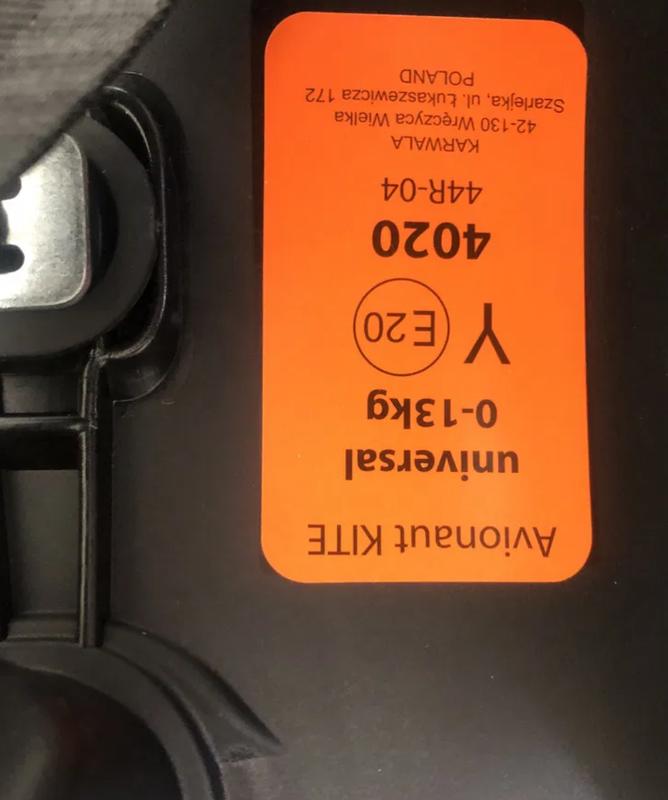 Avionaut KITE
universal
0-13kg
Y E20
4020
44R-04
KARWALA
42-130 Wręczyca Wielka
Szarlejka, ul. Łukaszewicza 172
POLAND